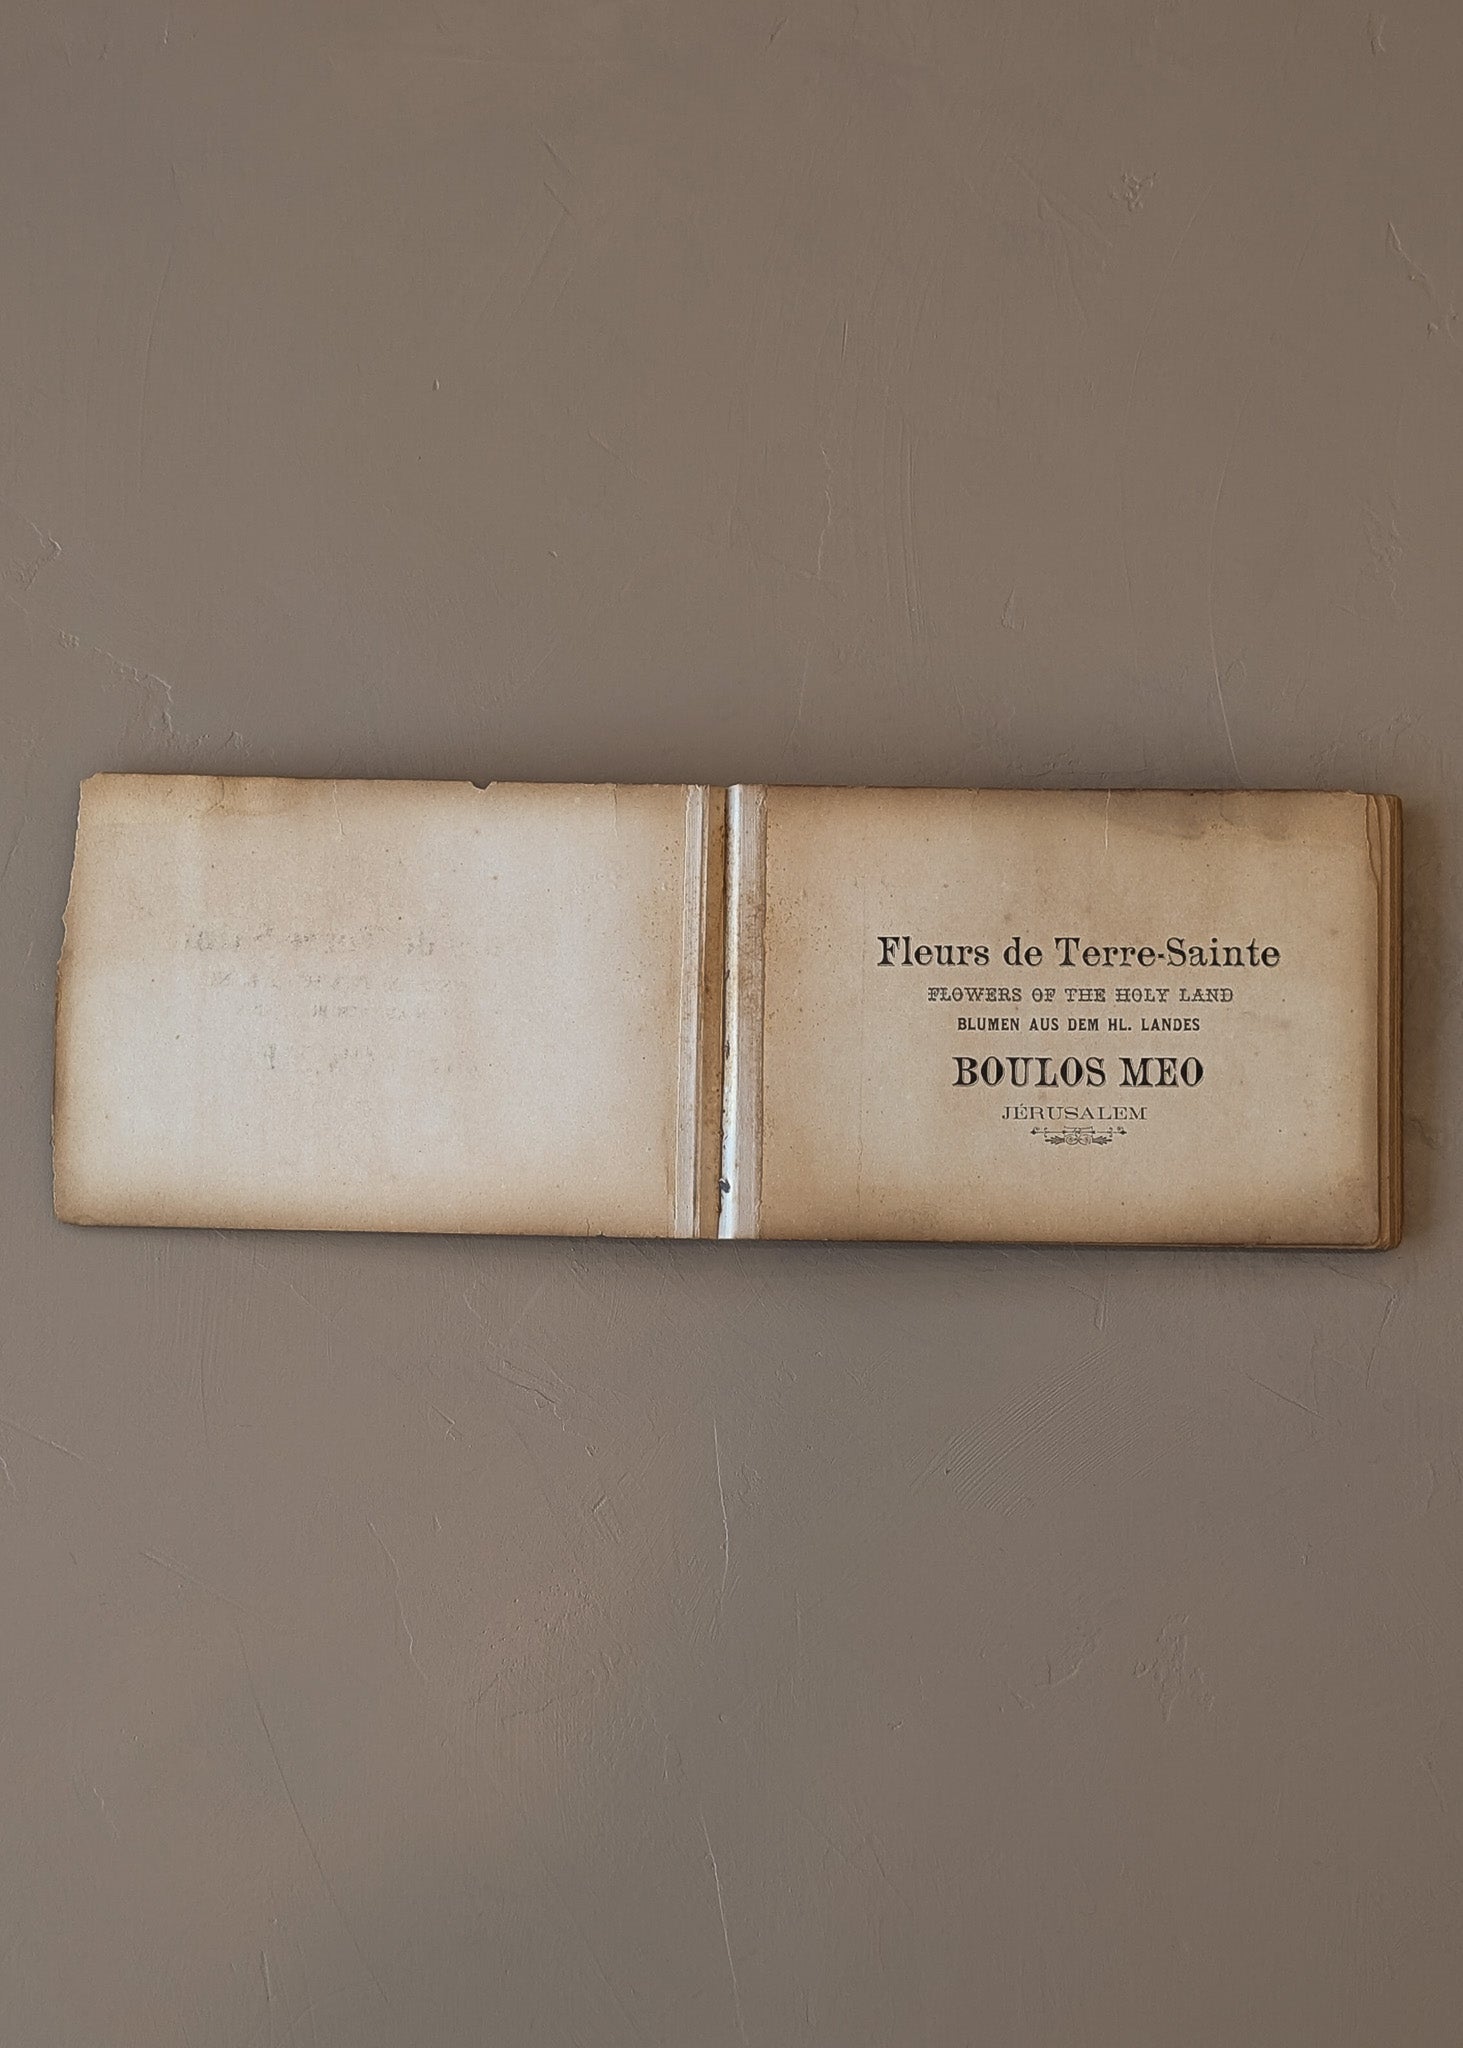 Fleurs de Terre-Sainte
FLOWERS OF THE HOLY LAND
BLUMEN AUS DEM HL. LANDES
BOULOS MEO
JÉRUSALEM